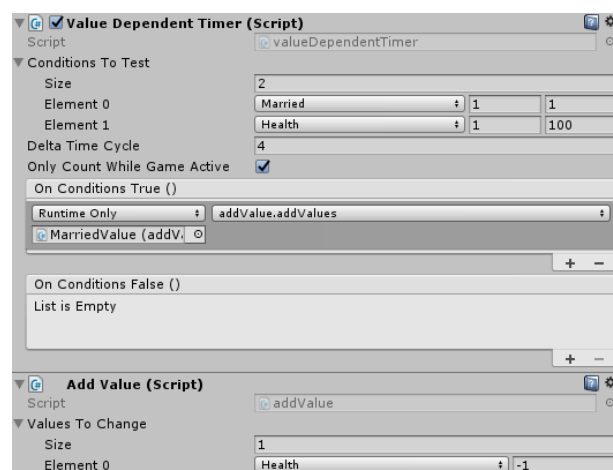 Value Dependent Timer (Script)
Script valueDependentTimer
Conditions To Test
Size 2
Element 0 Married 1 1
Element 1 Health 1 100
Delta Time Cycle 4
Only Count While Game Active
On Conditions True ()
Runtime Only addValue.addValues
MarriedValue (addV
+ −
On Conditions False ()
List is Empty
+ −
Add Value (Script)
Script addValue
Values To Change
Size 1
Element 0 Health -1